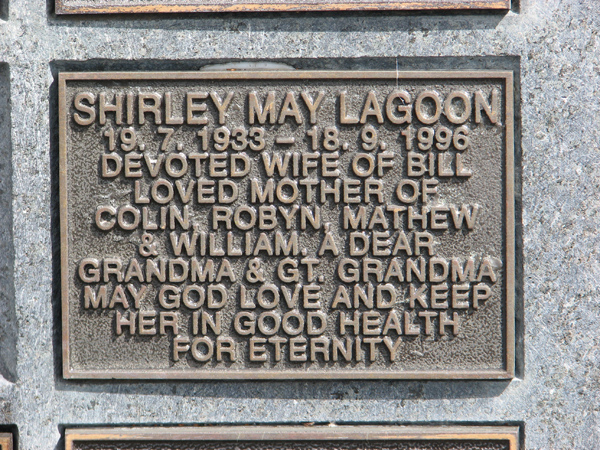 SHIRLEY MAY LAGOON
19. 7. 1933 – 18. 9. 1996
DEVOTED WIFE OF BILL
LOVED MOTHER OF
COLIN, ROBYN, MATHEW
& WILLIAM. A DEAR
GRANDMA & GT. GRANDMA
MAY GOD LOVE AND KEEP
HER IN GOOD HEALTH
FOR ETERNITY